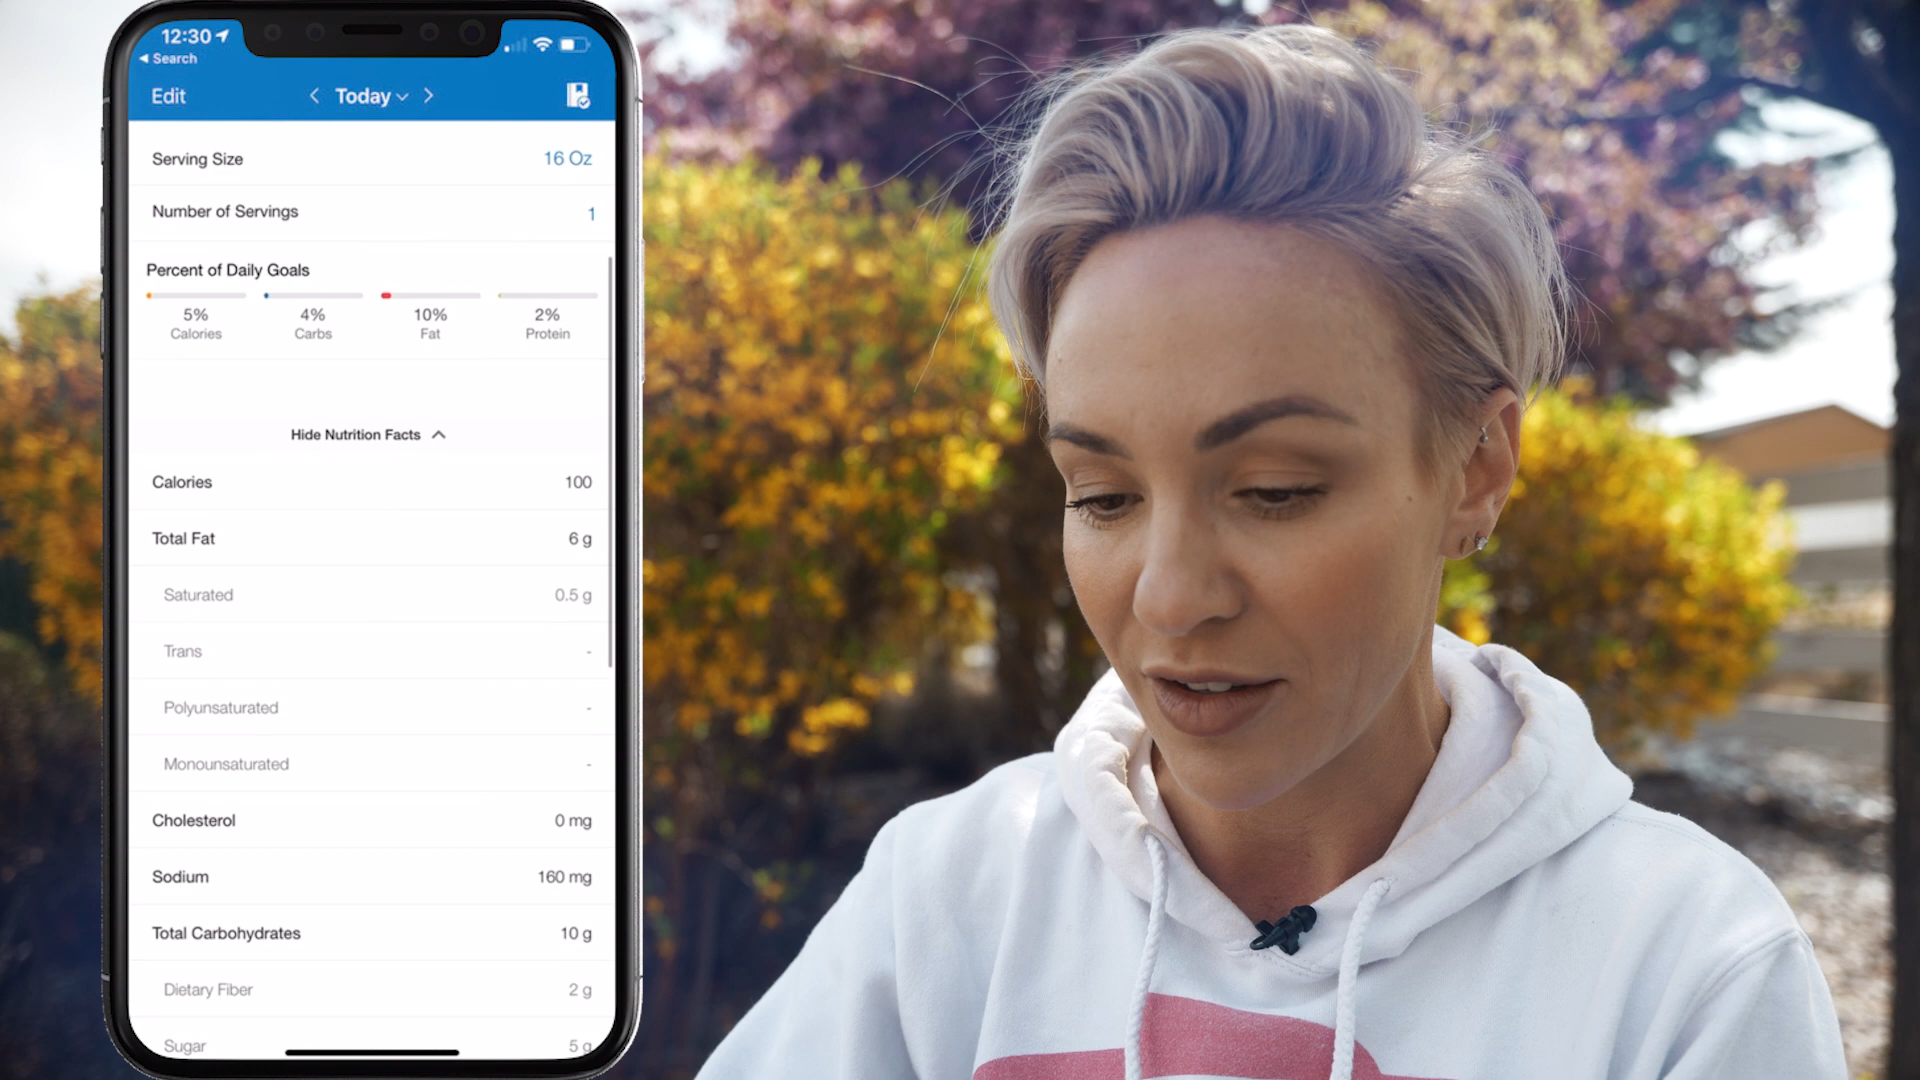 12:30
Search
Edit
Today
Serving Size 16 Oz
Number of Servings 1
Percent of Daily Goals
5% 4% 10% 2%
Calories Carbs Fat Protein
Hide Nutrition Facts
Calories 100
Total Fat 6 g
Saturated 0.5 g
Trans -
Polyunsaturated -
Monounsaturated -
Cholesterol 0 mg
Sodium 160 mg
Total Carbohydrates 10 g
Dietary Fiber 2 g
Sugar 5 g